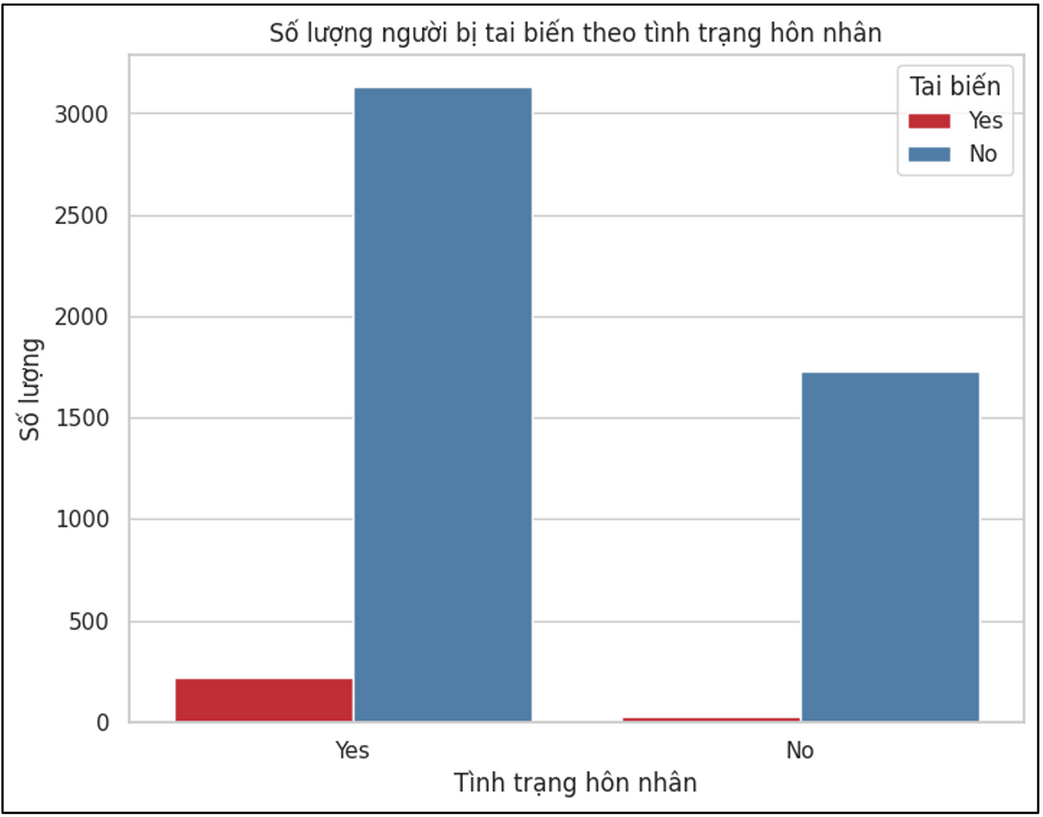 Số lượng người bị tai biến theo tình trạng hôn nhân
Tai biến
Yes
No
3000
2500
2000
1500
1000
500
0
Số lượng
Yes
No
Tình trạng hôn nhân